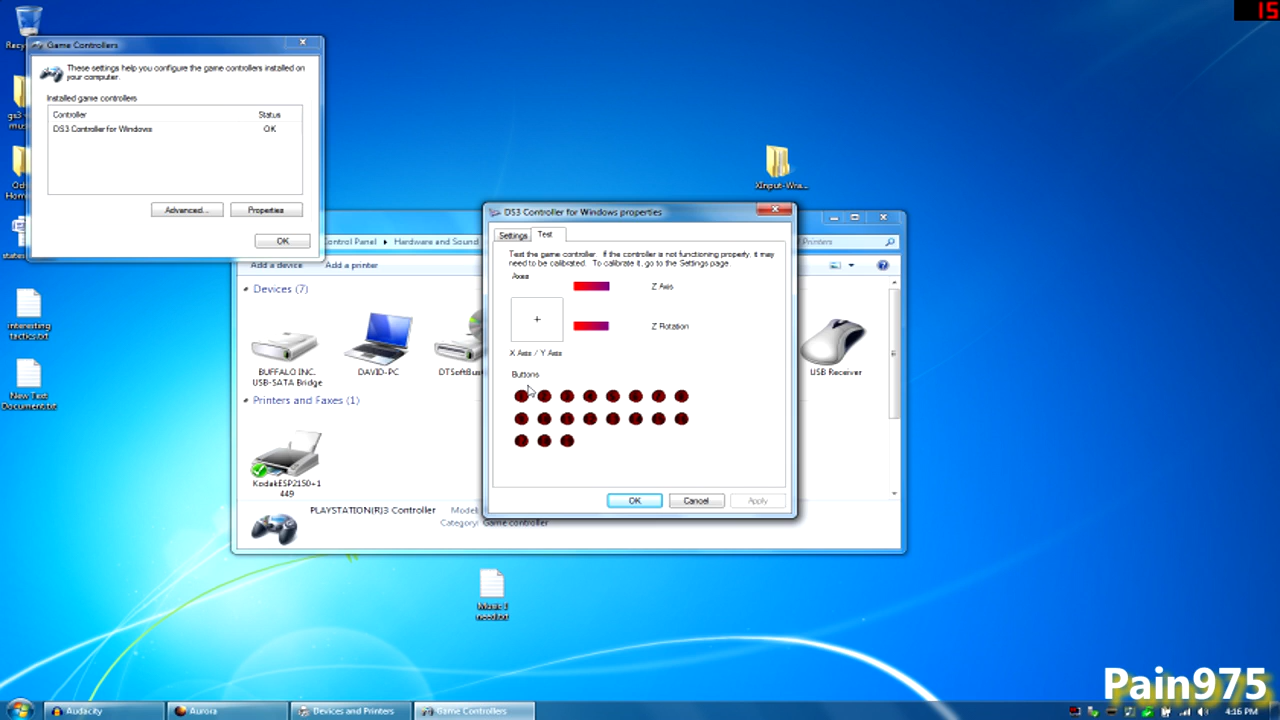 15
Game Controllers
These settings help you configure the game controllers installed on
your computer.
Installed game controllers
Controller Status
DS3 Controller for Windows OK
Advanced... Properties
OK
XInput-Wra...
Control Panel ▸ Hardware and Sound
Printers
Add a device Add a printer
Devices (7)
BUFFALO INC.
USB-SATA Bridge
DAVID-PC
DTSoftBus
USB Receiver
Printers and Faxes (1)
KodakESP2150+1
449
PLAYSTATION(R)3 Controller Model:
Category: Game controller
DS3 Controller for Windows properties
Settings Test
Test the game controller. If the controller is not functioning properly, it may
need to be calibrated. To calibrate it, go to the Settings page.
Axes
Z Axis
Z Rotation
X Axis / Y Axis
Buttons
OK Cancel Apply
interesting
tactics.txt
New Text
Document.txt
Music I
need.txt
Pain975
Audacity Aurora Devices and Printers Game Controllers 4:16 PM